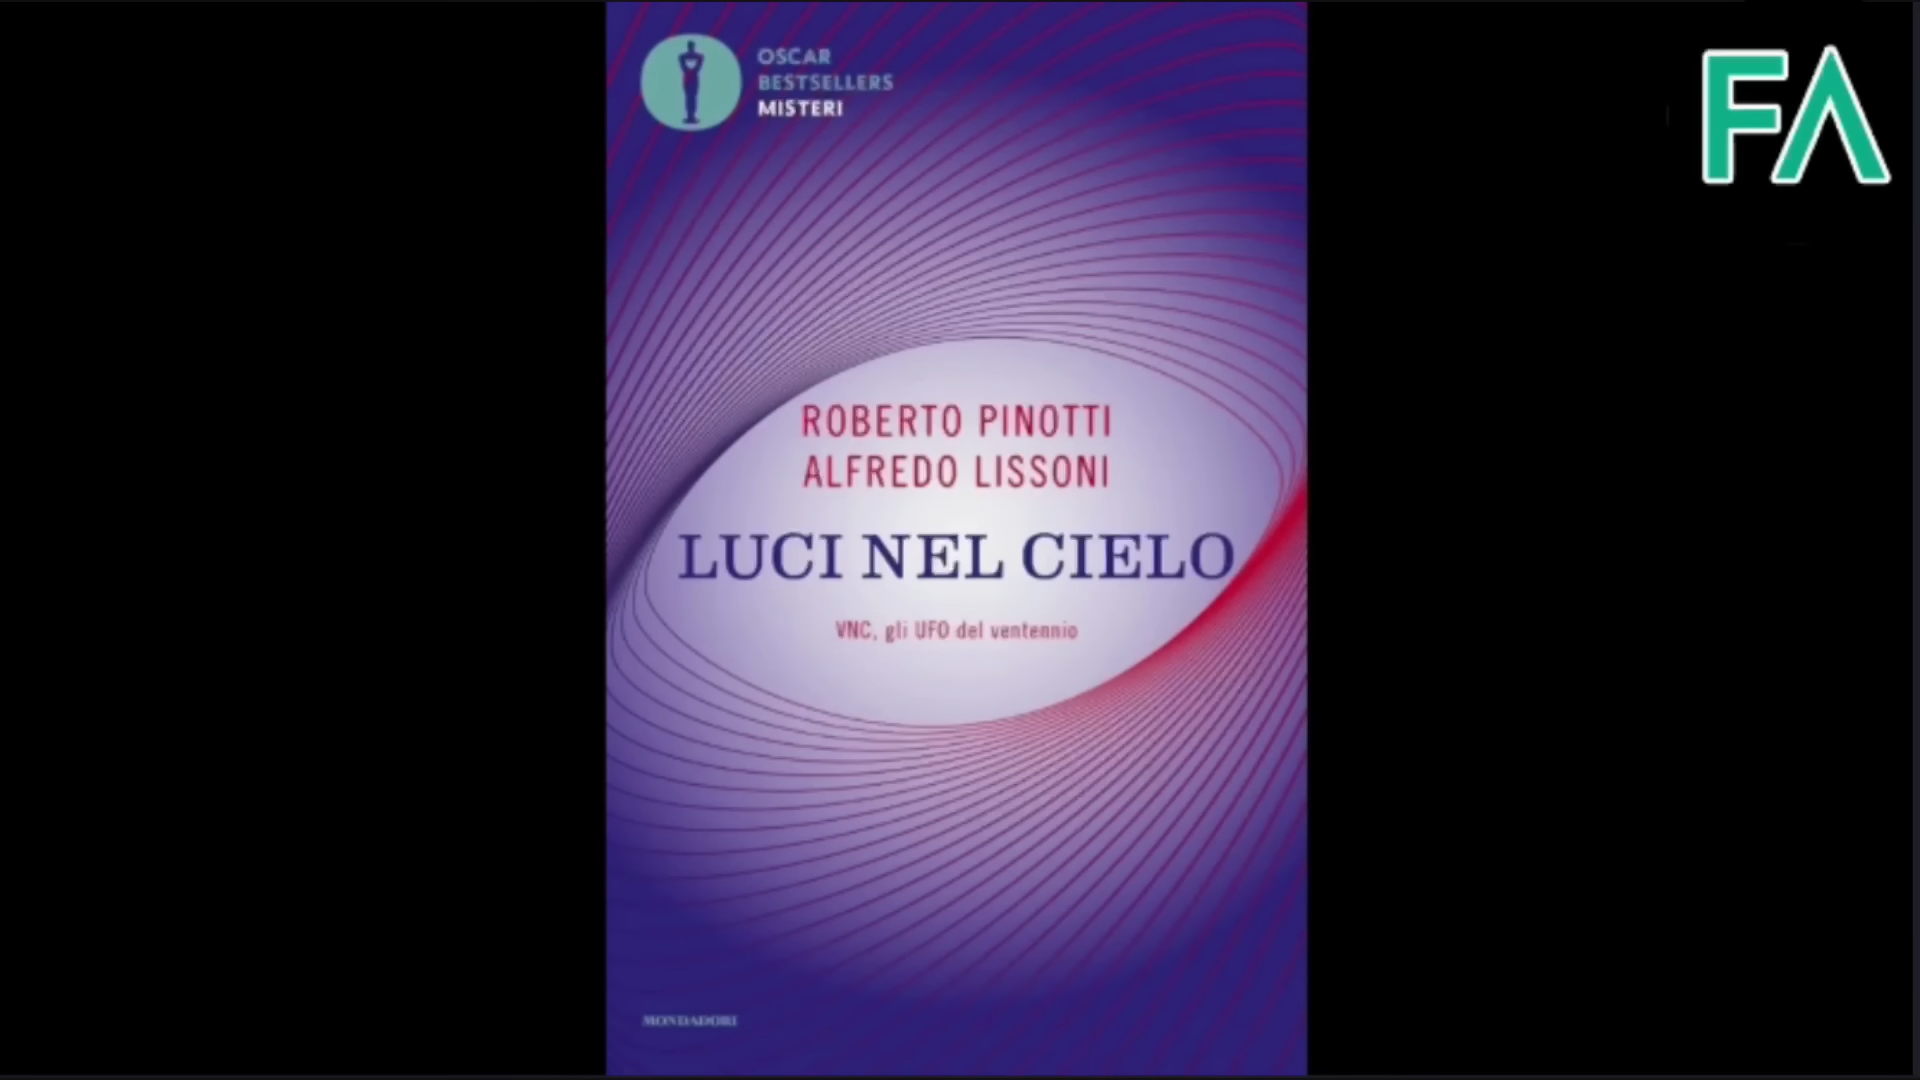 OSCAR
BESTSELLERS
MISTERI
FA
ROBERTO PINOTTI
ALFREDO LISSONI
LUCI NEL CIELO
VNC, gli UFO del ventennio
MONDADORI